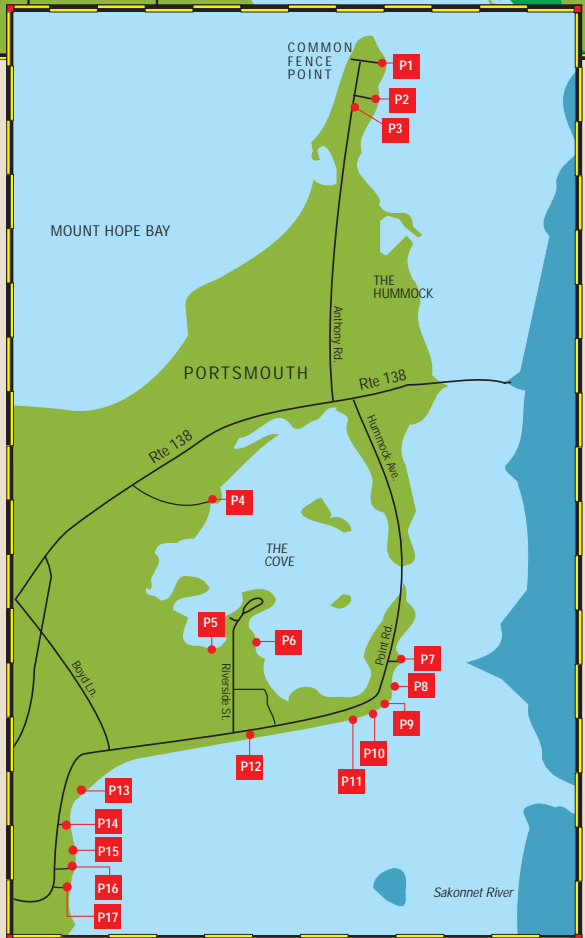 COMMON
FENCE
POINT
P1
P2
P3
MOUNT HOPE BAY
THE
HUMMOCK
Anthony Rd.
PORTSMOUTH
Rte 138
Rte 138
Hummock Ave.
P4
THE
COVE
P5
P6
Point Rd.
P7
Boyd Ln.
Riverside St.
P8
P9
P10
P11
P12
P13
P14
P15
P16
Sakonnet River
P17